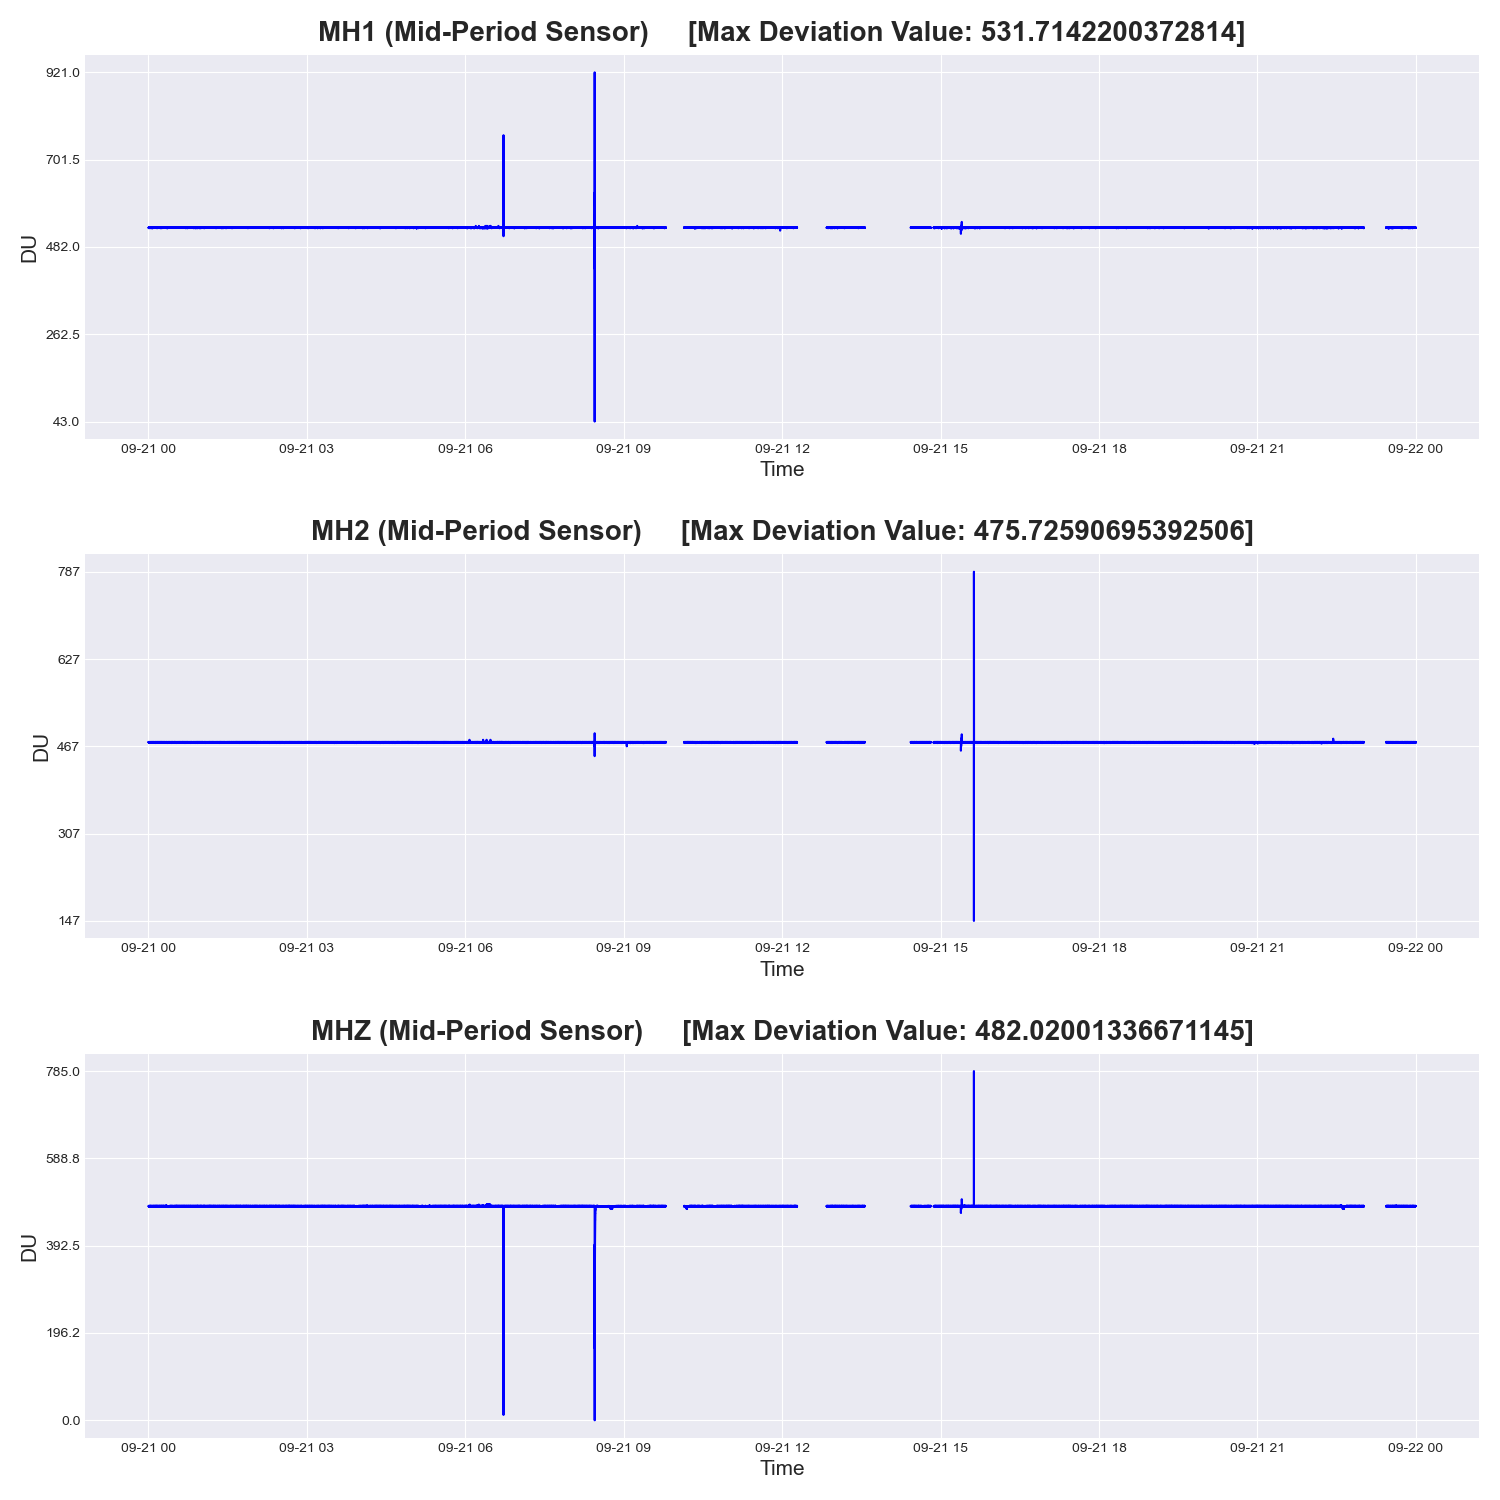 MH1 (Mid-Period Sensor) [Max Deviation Value: 531.7142200372814]
921.0
701.5
482.0
262.5
43.0
DU
09-21 00 09-21 03 09-21 06 09-21 09 09-21 12 09-21 15 09-21 18 09-21 21 09-22 00
Time
MH2 (Mid-Period Sensor) [Max Deviation Value: 475.72590695392506]
787
627
467
307
147
DU
09-21 00 09-21 03 09-21 06 09-21 09 09-21 12 09-21 15 09-21 18 09-21 21 09-22 00
Time
MHZ (Mid-Period Sensor) [Max Deviation Value: 482.02001336671145]
785.0
588.8
392.5
196.2
0.0
DU
09-21 00 09-21 03 09-21 06 09-21 09 09-21 12 09-21 15 09-21 18 09-21 21 09-22 00
Time